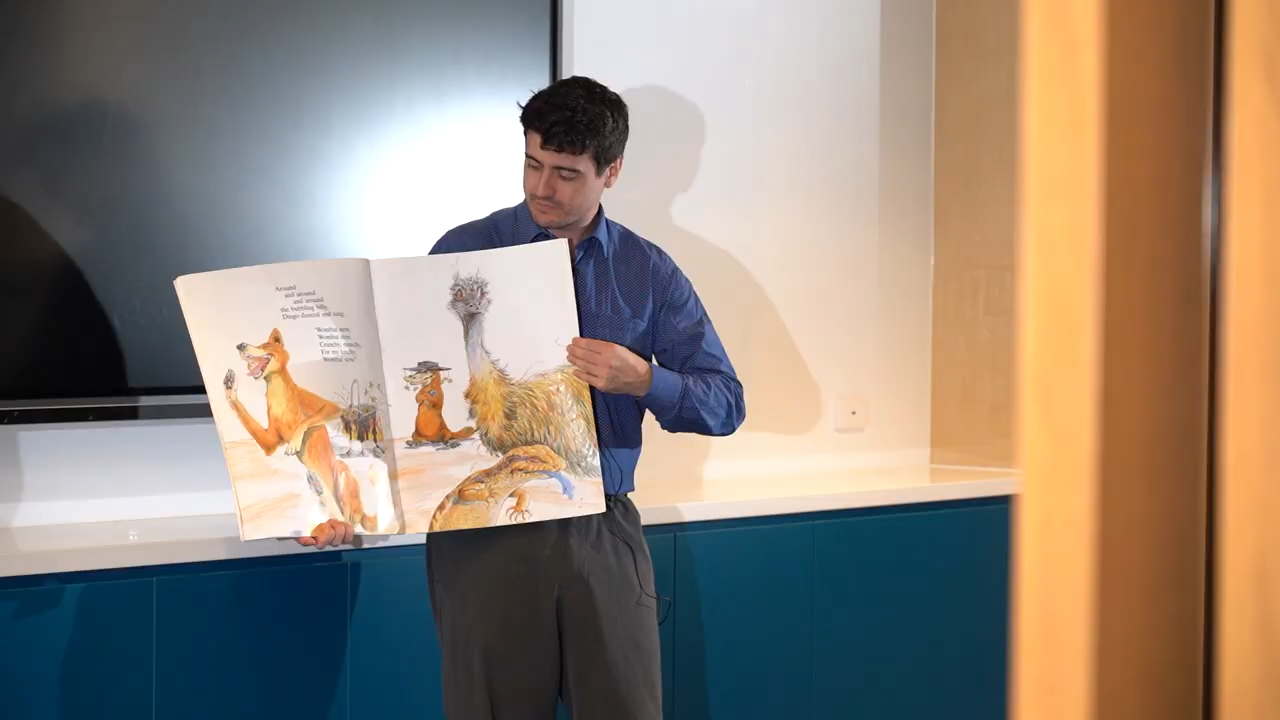 Around
and around
and around
the bubbling billy,
Dingo danced and sang,
"Wombat stew,
Wombat stew,
Crunchy, munchy,
For my lunchy,
Wombat stew!"